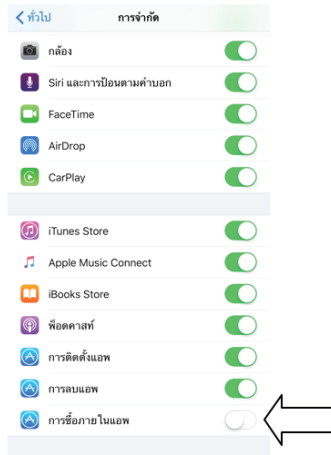 ทั่วไป การจำกัด
กล้อง
Siri และการป้อนตามคำบอก
FaceTime
AirDrop
CarPlay
iTunes Store
Apple Music Connect
iBooks Store
พ็อดคาสท์
การติดตั้งแอพ
การลบแอพ
การซื้อภายในแอพ